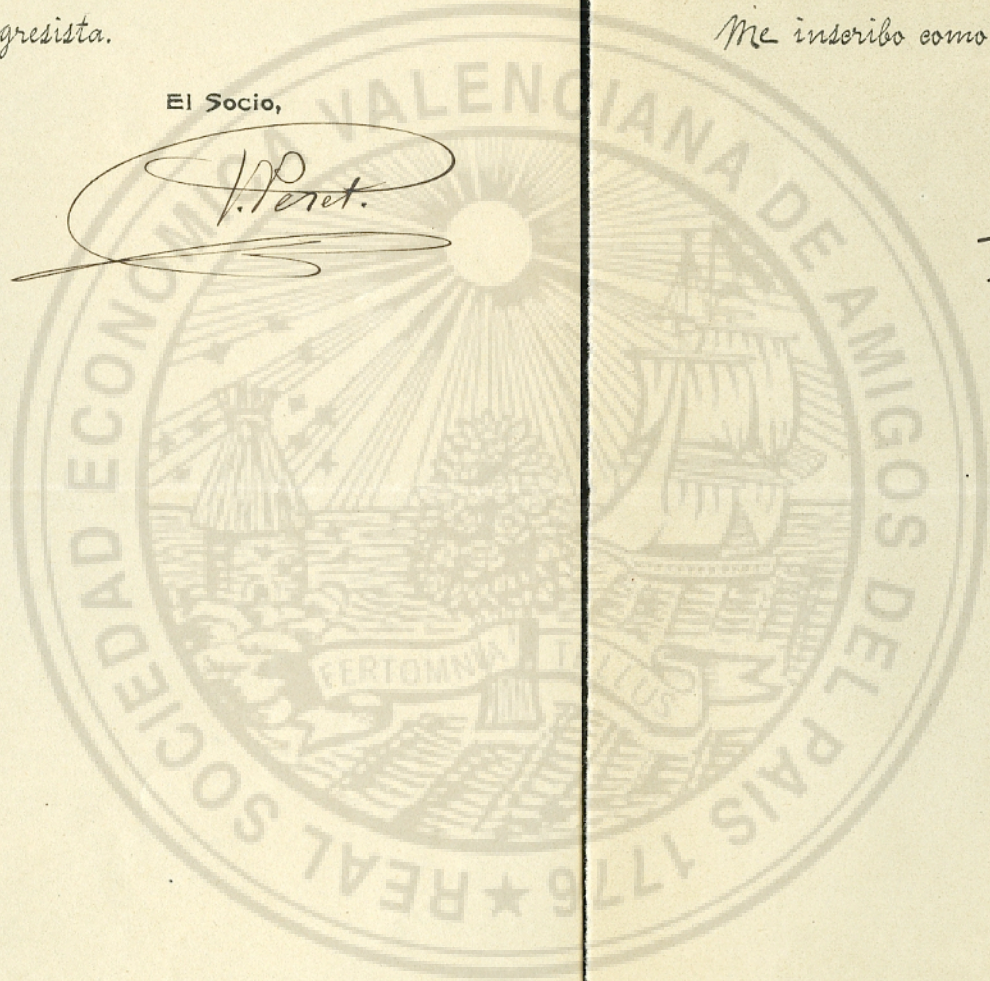 gresista.
El Socio,
V. Peret.
Me inscribo como
REAL SOCIEDAD ECONOMICA VALENCIANA DE AMIGOS DEL PAIS 1776 ★
FERT OMNIA TELLUS